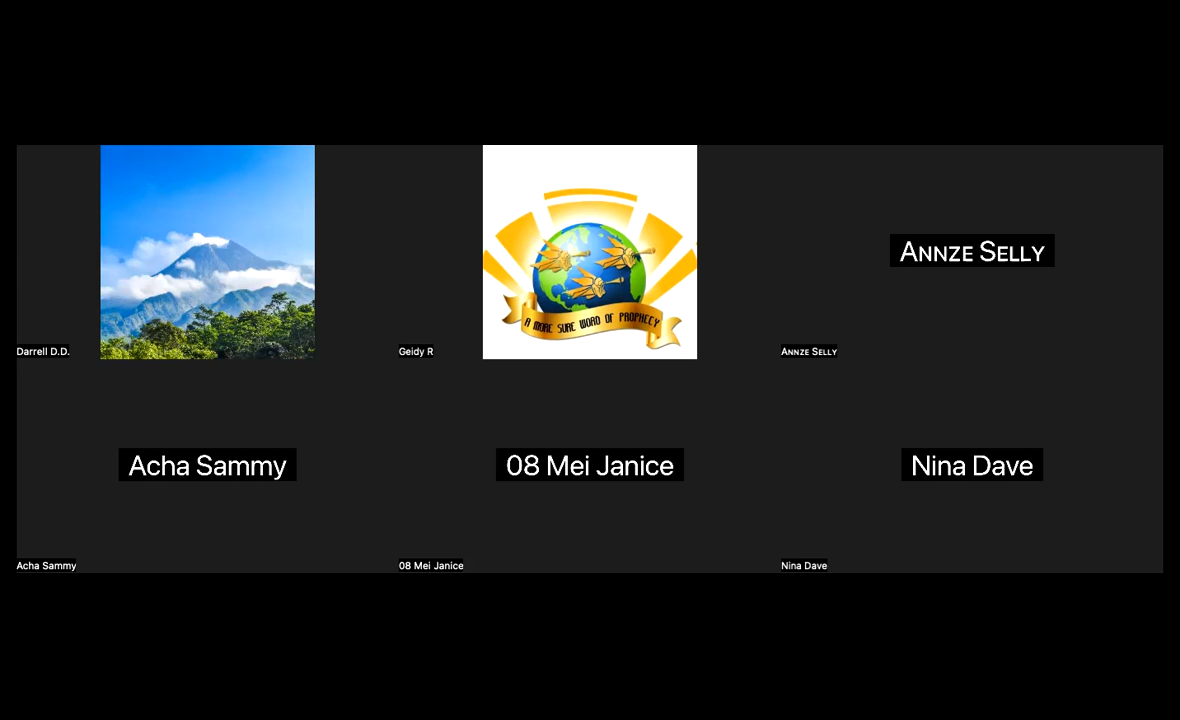 Darrell D.D.
A MORE SURE WORD OF PROPHECY
Geidy R
Annze Selly
Annze Selly
Acha Sammy
Acha Sammy
08 Mei Janice
08 Mei Janice
Nina Dave
Nina Dave